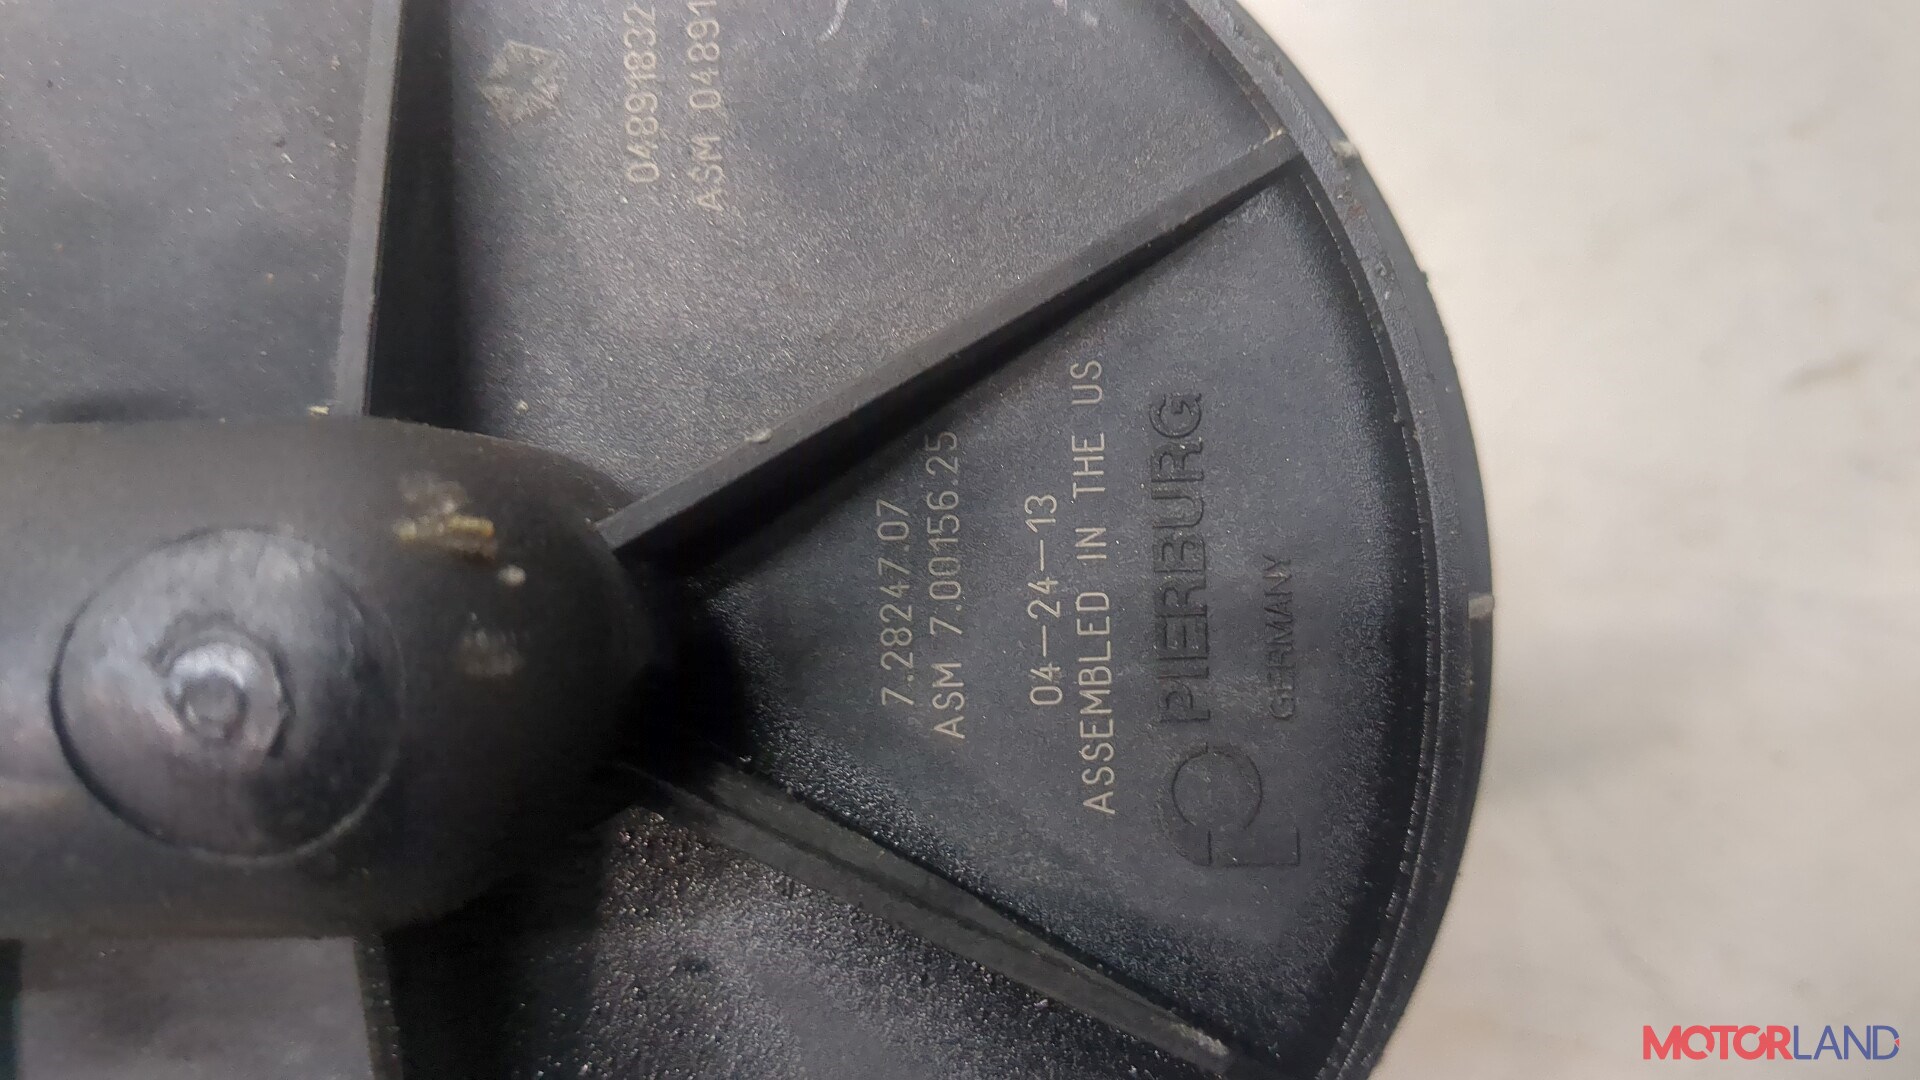 04891832
ASM 04891
7.28247.07
ASM 7.00156.25
04-24-13
ASSEMBLED IN THE US
PIERBURG
GERMANY
MOTORLAND